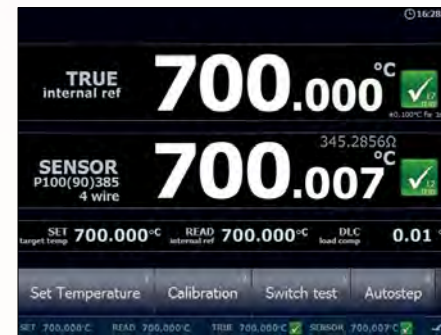 16:28
TRUE 700.000 °C
internal ref
±0.100°C
345.2856Ω
SENSOR 700.007 °C
P100(90)385
4 wire
SET target temp 700.000°C READ internal ref 700.000°C DLC load comp 0.01
Set Temperature Calibration Switch test Autostep
SET 700.000°C READ 700.000°C TRUE 700.000°C SENSOR 700.007°C